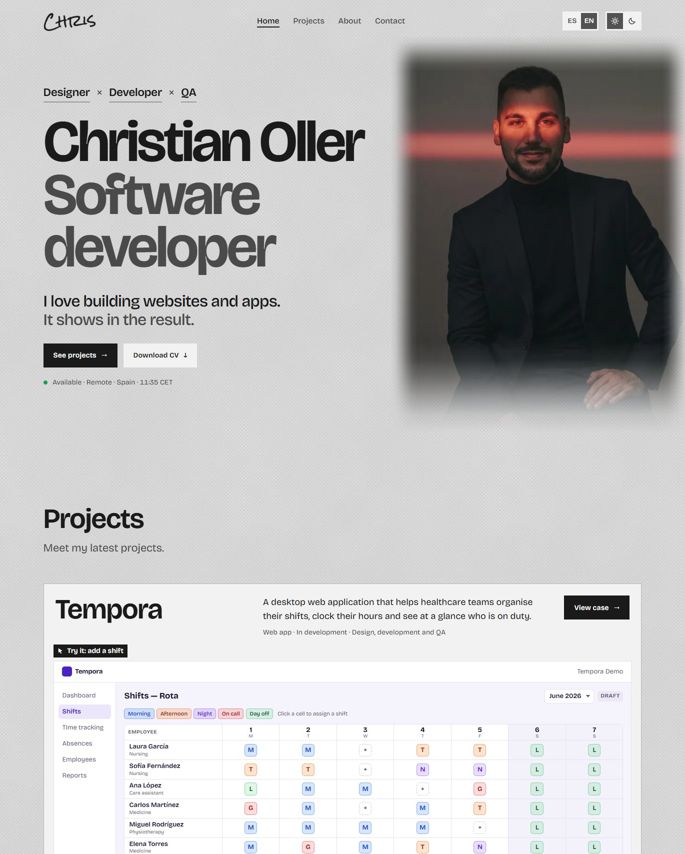 CHRIS
Home Projects About Contact
ES EN
Designer × Developer × QA
Christian Oller
Software
developer
I love building websites and apps.
It shows in the result.
See projects →
Download CV ↓
Available · Remote · Spain · 11:35 CET
Projects
Meet my latest projects.
Tempora
A desktop web application that helps healthcare teams organise
their shifts, clock their hours and see at a glance who is on duty.
Web app · In development · Design, development and QA
View case →
Try it: add a shift
Tempora
Tempora Demo
Dashboard
Shifts
Time tracking
Absences
Employees
Reports
Shifts — Rota
June 2026
DRAFT
Morning Afternoon Night On call Day off Click a cell to assign a shift
EMPLOYEE 1 2 3 4 5 6 7
M T W T F S S
Laura García M M + T T L L
Nursing
Sofía Fernández T T + N N L L
Nursing
Ana López L M M + G L L
Care assistant
Carlos Martínez G M + M T L L
Medicine
Miguel Rodríguez M M M M + L L
Physiotherapy
Elena Torres M G M T N L L
Medicine